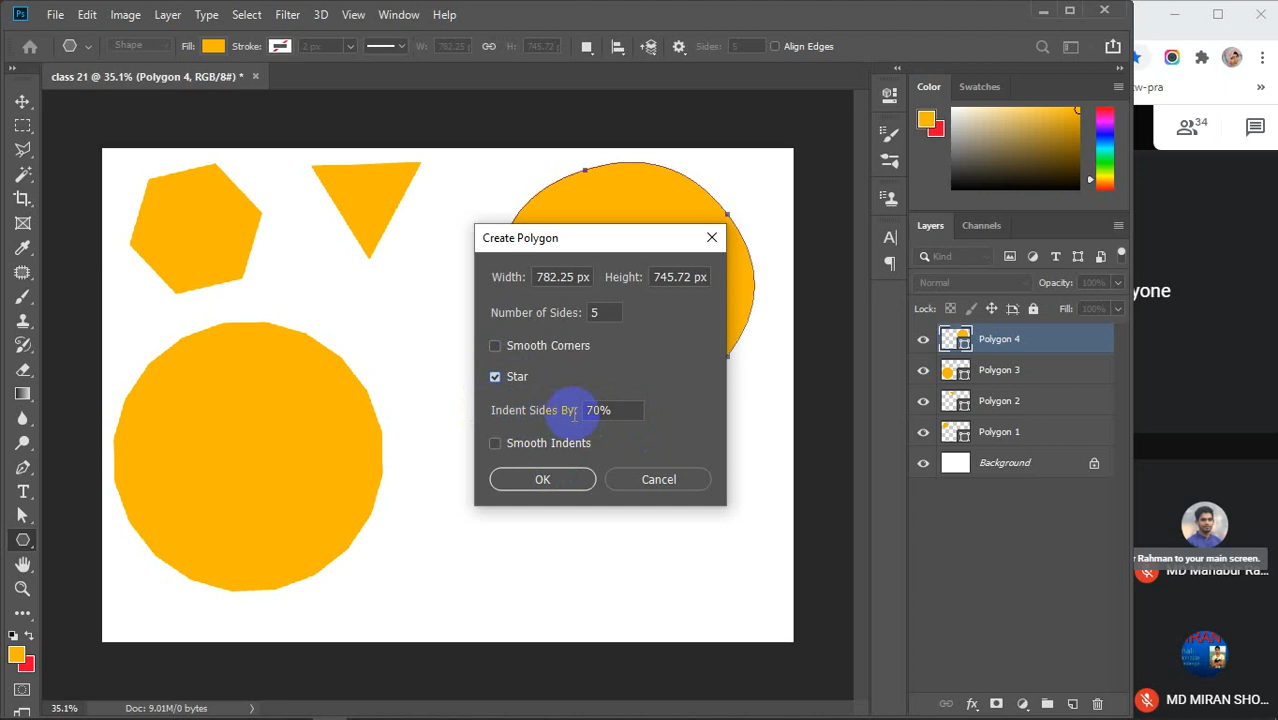 Ps File Edit Image Layer Type Select Filter 3D View Window Help
Shape Fill: Stroke: 2 px W: 782.25 px H: 745.72 px Sides: 5 Align Edges
class 21 @ 35.1% (Polygon 4, RGB/8#) * ×
Color Swatches
w-pra
34
Create Polygon
Width: 782.25 px Height: 745.72 px
Number of Sides: 5
Smooth Corners
Star
Indent Sides By: 70%
Smooth Indents
OK Cancel
Layers Channels
Kind
Normal Opacity: 100%
Lock: Fill: 100%
Polygon 4
Polygon 3
Polygon 2
Polygon 1
Background
yone
Rahman to your main screen.
MD Mahabur Ra...
MD MIRAN SHO...
35.1% Doc: 9.01M/0 bytes